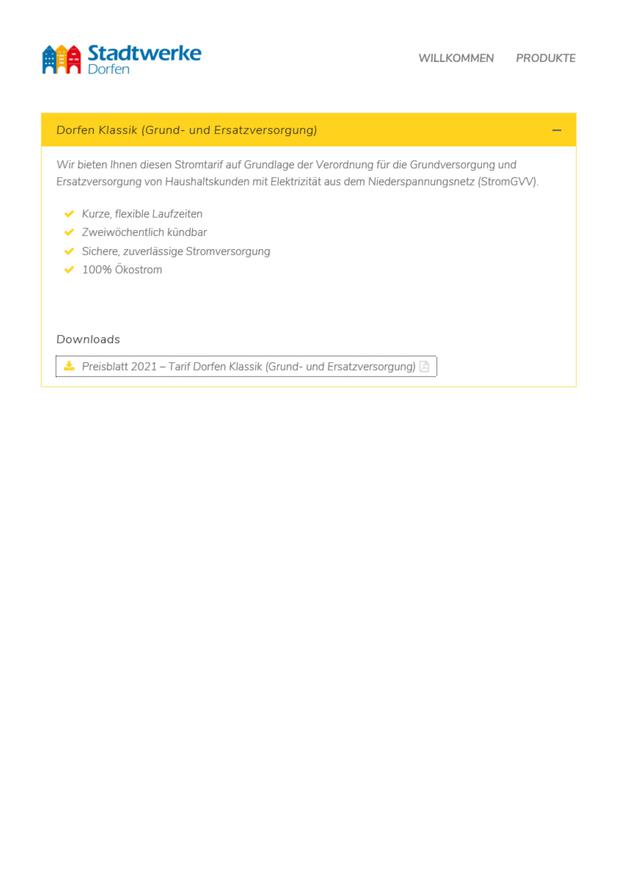 Stadtwerke
Dorfen
WILLKOMMEN PRODUKTE
Dorfen Klassik (Grund- und Ersatzversorgung)
Wir bieten Ihnen diesen Stromtarif auf Grundlage der Verordnung für die Grundversorgung und
Ersatzversorgung von Haushaltskunden mit Elektrizität aus dem Niederspannungsnetz (StromGVV).
Kurze, flexible Laufzeiten
Zweiwöchentlich kündbar
Sichere, zuverlässige Stromversorgung
100% Ökostrom
Downloads
Preisblatt 2021 – Tarif Dorfen Klassik (Grund- und Ersatzversorgung)